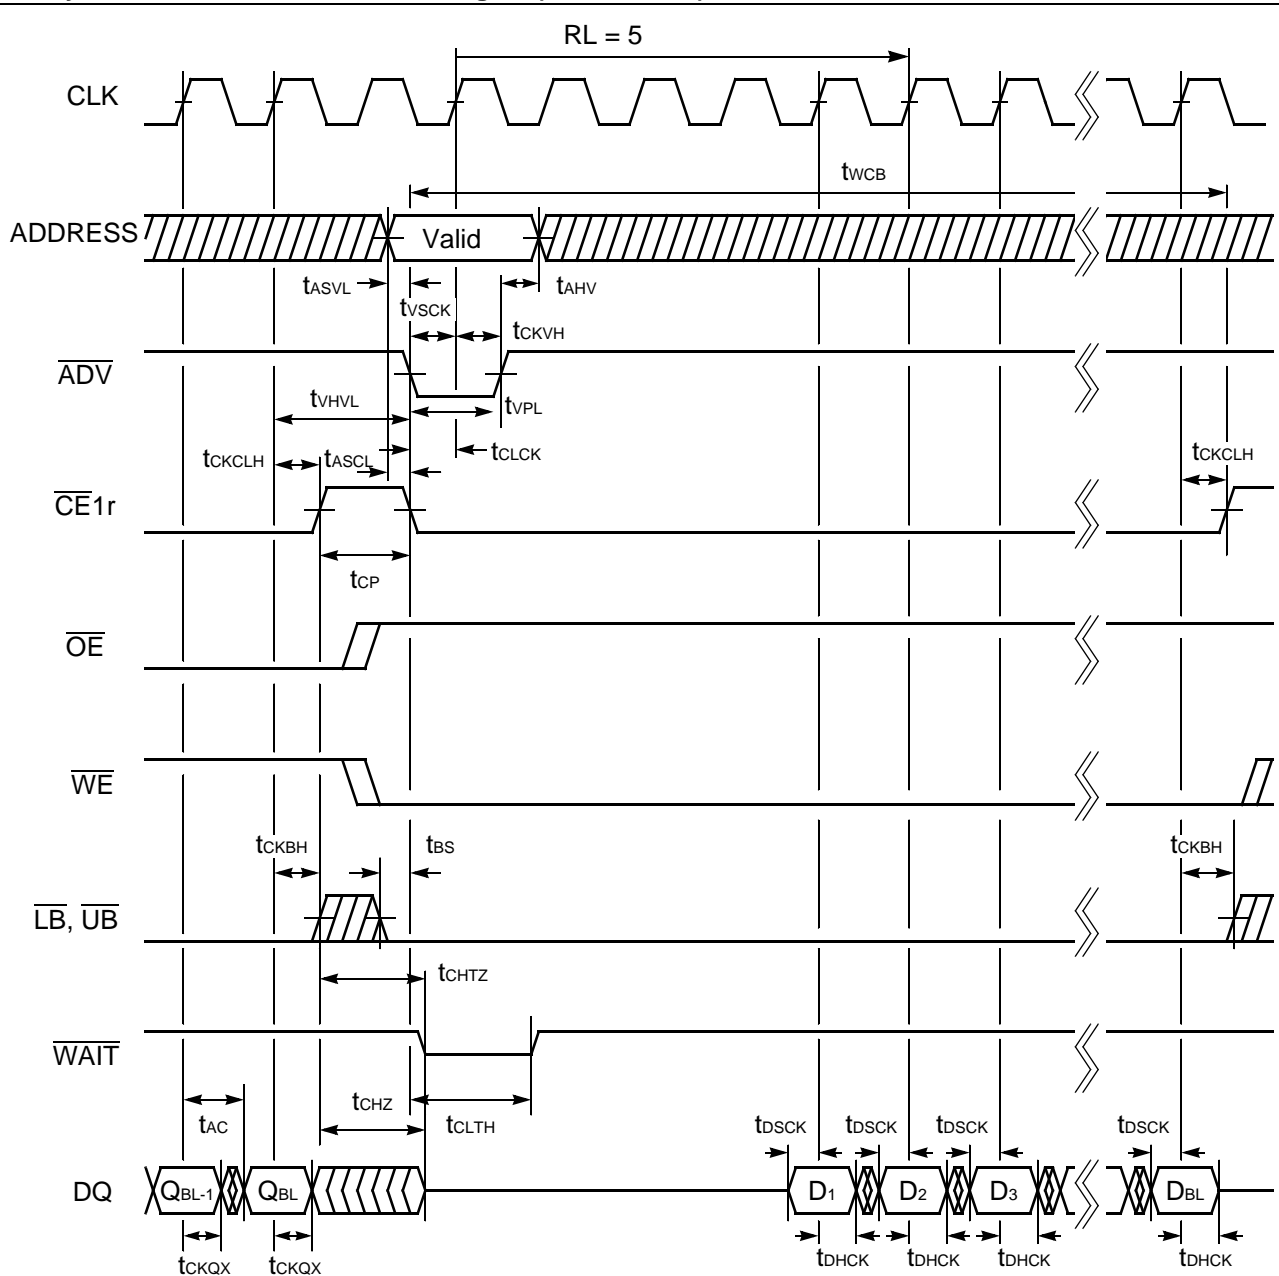 RL = 5
CLK
tWCB
ADDRESS
Valid
tASVL
tAHV
tVSCK
tCKVH
ADV
tVHVL
tVPL
tCKCLH
tASCL
tCLCK
tCKCLH
CE1r
tCP
OE
WE
tCKBH
tBS
tCKBH
LB, UB
tCHTZ
WAIT
tAC
tCHZ
tCLTH
tDSCK
tDSCK
tDSCK
tDSCK
DQ
QBL-1
QBL
D1
D2
D3
DBL
tCKQX
tCKQX
tDHCK
tDHCK
tDHCK
tDHCK